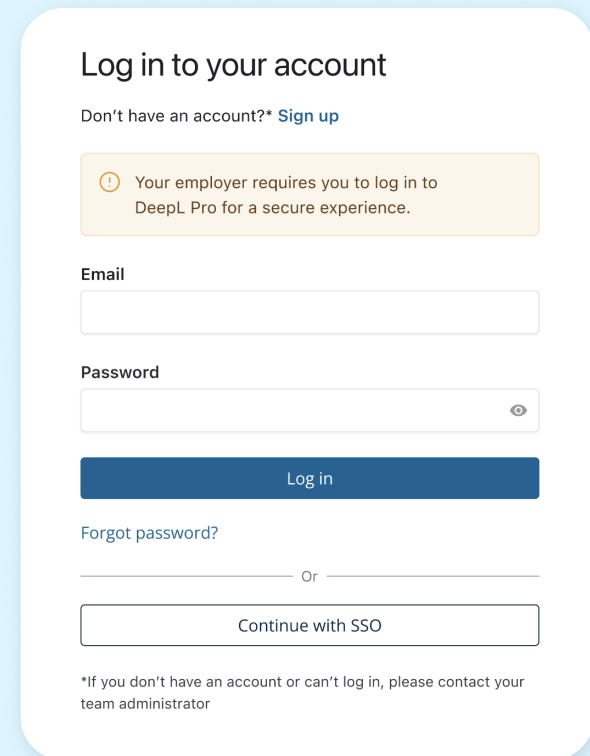 Log in to your account
Don't have an account?* Sign up
Your employer requires you to log in to
DeepL Pro for a secure experience.
Email
Password
Log in
Forgot password?
Or
Continue with SSO
*If you don't have an account or can't log in, please contact your
team administrator